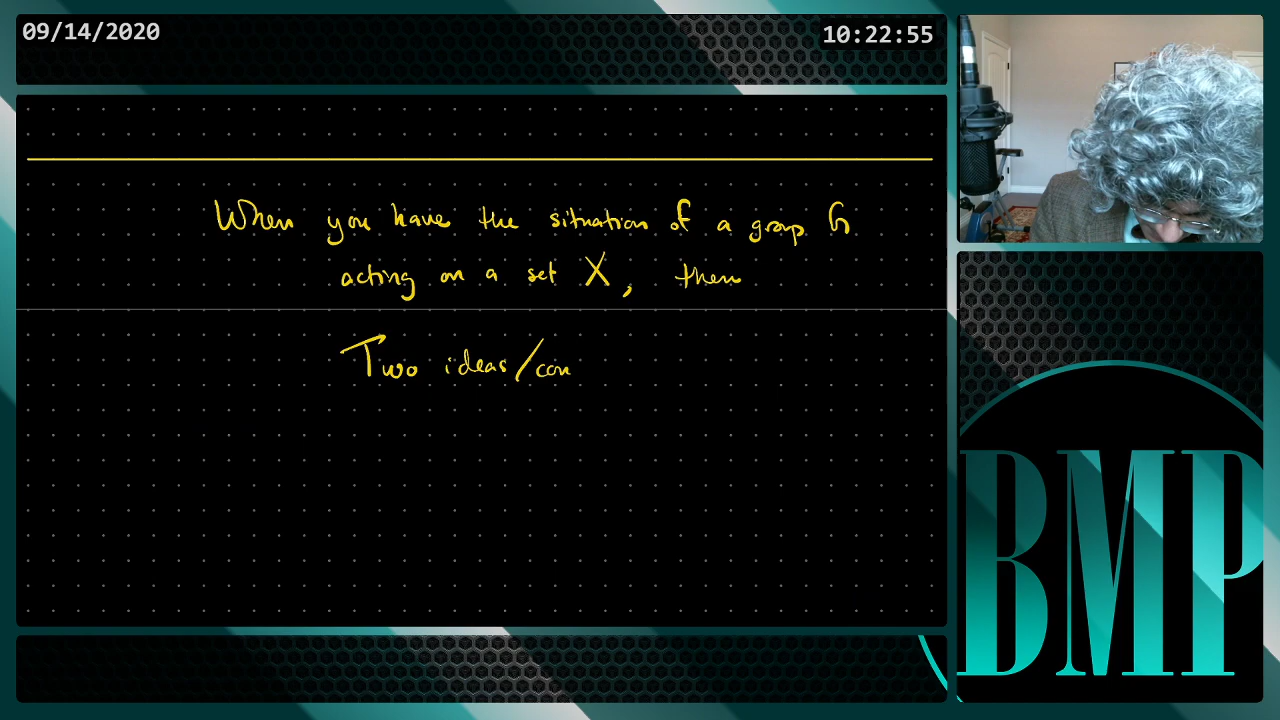 09/14/2020
10:22:55
When you have the situation of a group G
acting on a set X, then
Two ideas/con
BMP